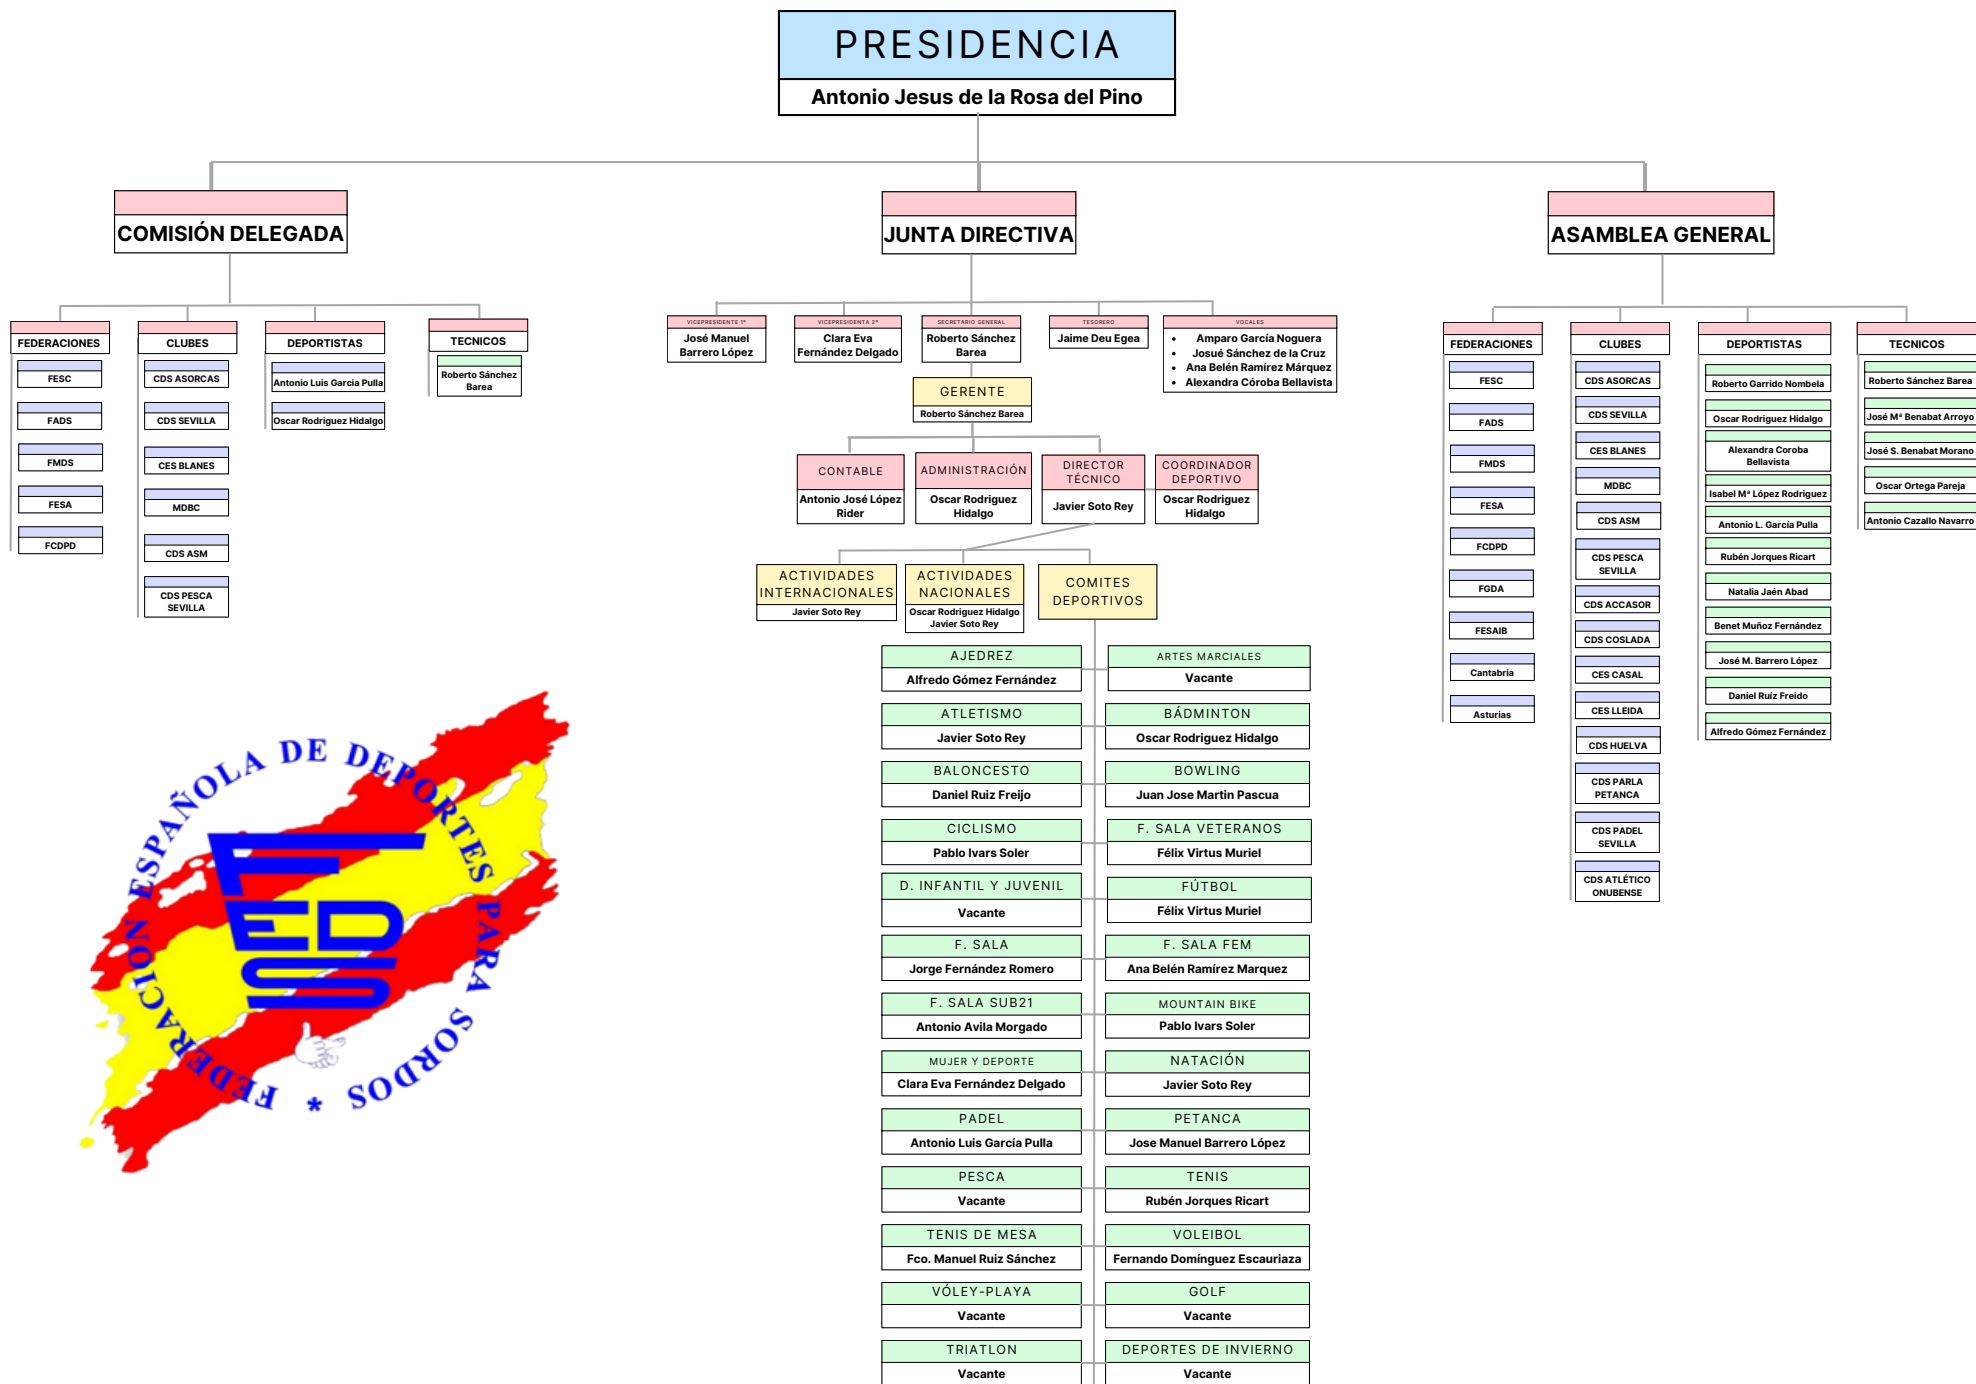 PRESIDENCIA
Antonio Jesus de la Rosa del Pino
COMISIÓN DELEGADA
FEDERACIONES
FESC
FADS
FMDS
FESA
FCDPD
CLUBES
CDS ASORCAS
CDS SEVILLA
CES BLANES
MDBC
CDS ASM
CDS PESCA
SEVILLA
DEPORTISTAS
Antonio Luis Garcia Pulla
Oscar Rodriguez Hidalgo
TECNICOS
Roberto Sánchez
Barea
JUNTA DIRECTIVA
VICEPRESIDENTE 1º
José Manuel
Barrero López
VICEPRESIDENTA 2ª
Clara Eva
Fernández Delgado
SECRETARIO GENERAL
Roberto Sánchez
Barea
TESORERO
Jaime Deu Egea
VOCALES
• Amparo García Noguera
• Josué Sánchez de la Cruz
• Ana Belén Ramírez Márquez
• Alexandra Córoba Bellavista
GERENTE
Roberto Sánchez Barea
CONTABLE
Antonio José López
Rider
ADMINISTRACIÓN
Oscar Rodriguez
Hidalgo
DIRECTOR
TÉCNICO
Javier Soto Rey
COORDINADOR
DEPORTIVO
Oscar Rodriguez
Hidalgo
ACTIVIDADES
INTERNACIONALES
Javier Soto Rey
ACTIVIDADES
NACIONALES
Oscar Rodriguez Hidalgo
Javier Soto Rey
COMITES
DEPORTIVOS
AJEDREZ
Alfredo Gómez Fernández
ARTES MARCIALES
Vacante
ATLETISMO
Javier Soto Rey
BÁDMINTON
Oscar Rodriguez Hidalgo
BALONCESTO
Daniel Ruiz Freijo
BOWLING
Juan Jose Martin Pascua
CICLISMO
Pablo Ivars Soler
F. SALA VETERANOS
Félix Virtus Muriel
D. INFANTIL Y JUVENIL
Vacante
FÚTBOL
Félix Virtus Muriel
F. SALA
Jorge Fernández Romero
F. SALA FEM
Ana Belén Ramírez Marquez
F. SALA SUB21
Antonio Avila Morgado
MOUNTAIN BIKE
Pablo Ivars Soler
MUJER Y DEPORTE
Clara Eva Fernández Delgado
NATACIÓN
Javier Soto Rey
PADEL
Antonio Luis García Pulla
PETANCA
Jose Manuel Barrero López
PESCA
Vacante
TENIS
Rubén Jorques Ricart
TENIS DE MESA
Fco. Manuel Ruiz Sánchez
VOLEIBOL
Fernando Domínguez Escauriaza
VÓLEY-PLAYA
Vacante
GOLF
Vacante
TRIATLON
Vacante
DEPORTES DE INVIERNO
Vacante
ASAMBLEA GENERAL
FEDERACIONES
FESC
FADS
FMDS
FESA
FCDPD
FGDA
FESAIB
Cantabria
Asturias
CLUBES
CDS ASORCAS
CDS SEVILLA
CES BLANES
MDBC
CDS ASM
CDS PESCA
SEVILLA
CDS ACCASOR
CDS COSLADA
CES CASAL
CES LLEIDA
CDS HUELVA
CDS PARLA
PETANCA
CDS PADEL
SEVILLA
CDS ATLÉTICO
ONUBENSE
DEPORTISTAS
Roberto Garrido Nombela
Oscar Rodriguez Hidalgo
Alexandra Coroba
Bellavista
Isabel Mª López Rodriguez
Antonio L. García Pulla
Rubén Jorques Ricart
Natalia Jaén Abad
Benet Muñoz Fernández
José M. Barrero López
Daniel Ruíz Freido
Alfredo Gómez Fernández
TECNICOS
Roberto Sánchez Barea
José Mª Benabat Arroyo
José S. Benabat Morano
Oscar Ortega Pareja
Antonio Cazallo Navarro
FEDERACION ESPAÑOLA DE DEPORTES PARA SORDOS *
FEDS